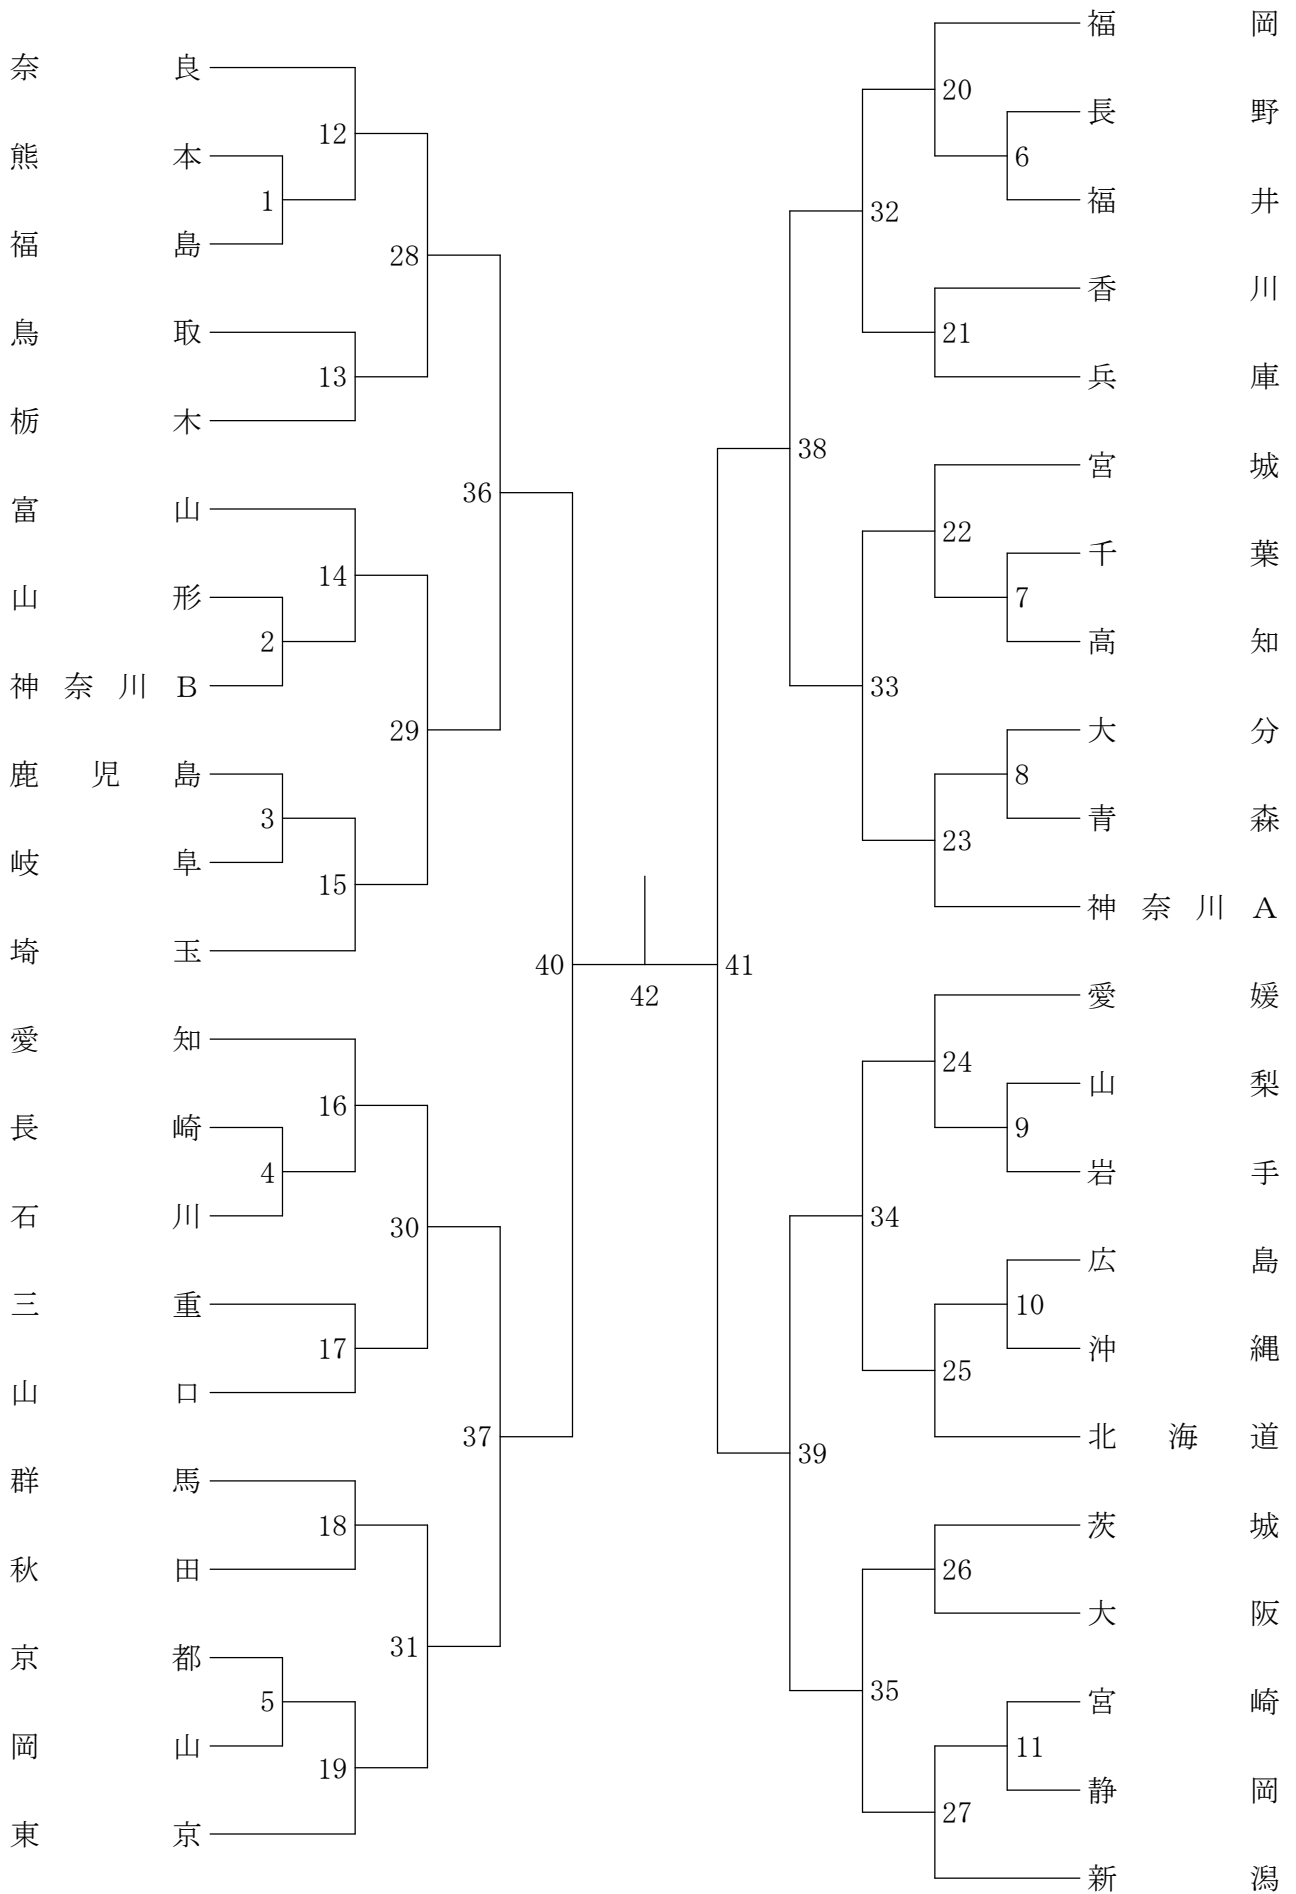 奈良
熊本
福島
鳥取
栃木
富山
山形
神奈川B
鹿児島
岐阜
埼玉
愛知
長崎
石川
三重
山口
群馬
秋田
京都
岡山
東京
1
2
3
4
5
12
13
14
15
16
17
18
19
28
29
30
31
36
37
40
42
41
38
39
32
33
34
35
20
21
22
23
24
25
26
27
6
7
8
9
10
11
福岡
長野
福井
香川
兵庫
宮城
千葉
高知
大分
青森
神奈川A
愛媛
山梨
岩手
広島
沖縄
北海道
茨城
大阪
宮崎
静岡
新潟